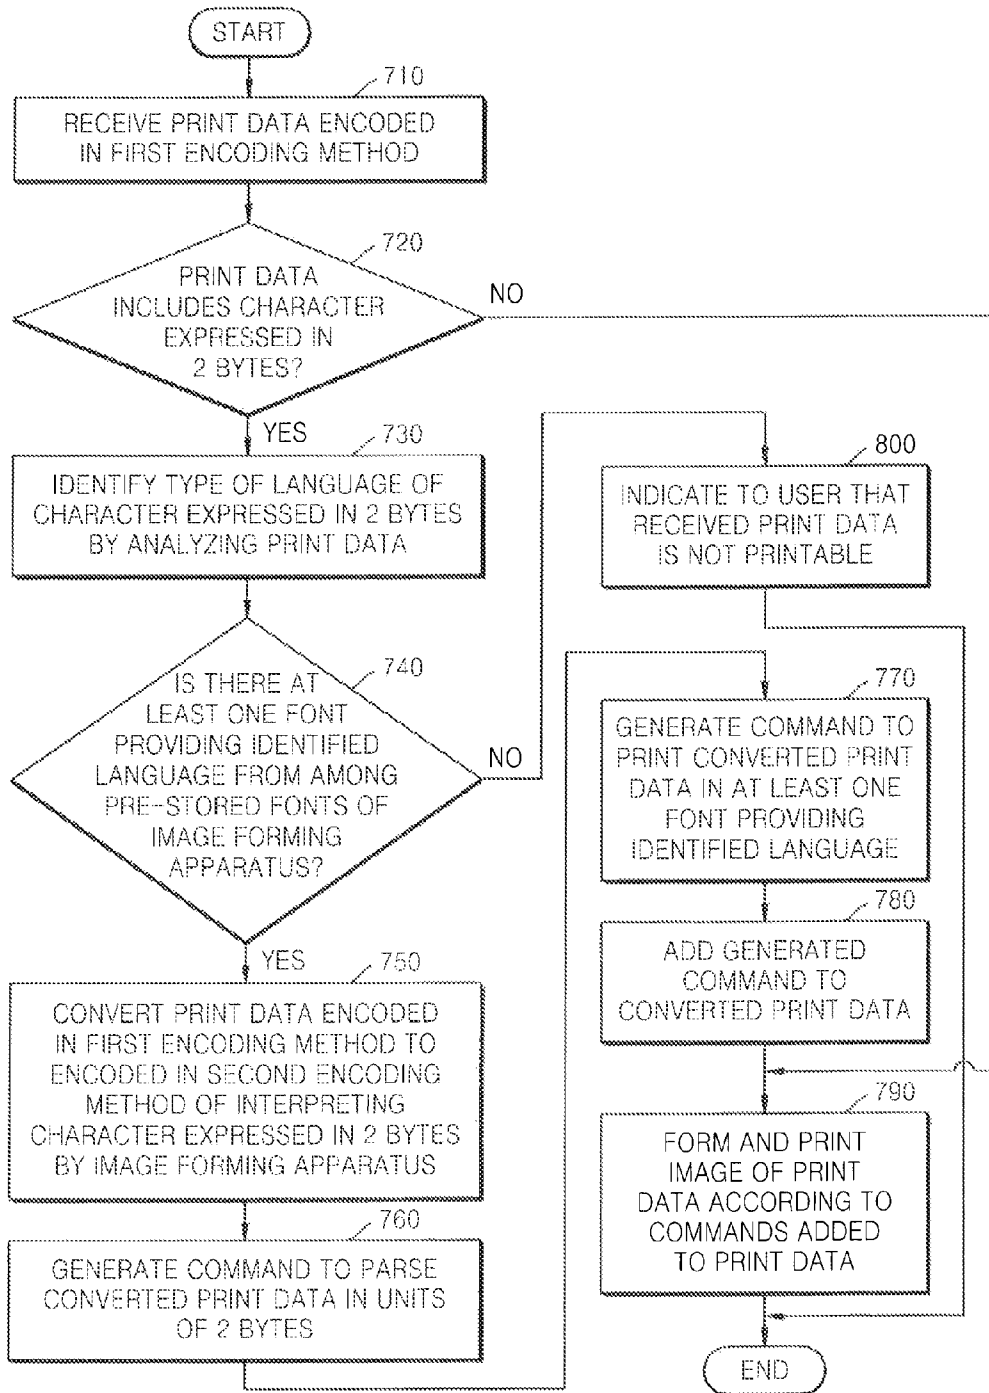 START
710
RECEIVE PRINT DATA ENCODED
IN FIRST ENCODING METHOD
720
PRINT DATA
INCLUDES CHARACTER
EXPRESSED IN
2 BYTES?
NO
YES
730
IDENTIFY TYPE OF LANGUAGE OF
CHARACTER EXPRESSED IN 2 BYTES
BY ANALYZING PRINT DATA
740
IS THERE AT
LEAST ONE FONT
PROVIDING IDENTIFIED
LANGUAGE FROM AMONG
PRE-STORED FONTS OF
IMAGE FORMING
APPARATUS?
NO
YES
750
CONVERT PRINT DATA ENCODED
IN FIRST ENCODING METHOD TO
ENCODED IN SECOND ENCODING
METHOD OF INTERPRETING
CHARACTER EXPRESSED IN 2 BYTES
BY IMAGE FORMING APPARATUS
760
GENERATE COMMAND TO PARSE
CONVERTED PRINT DATA IN UNITS
OF 2 BYTES
800
INDICATE TO USER THAT
RECEIVED PRINT DATA
IS NOT PRINTABLE
770
GENERATE COMMAND TO
PRINT CONVERTED PRINT
DATA IN AT LEAST ONE
FONT PROVIDING
IDENTIFIED LANGUAGE
780
ADD GENERATED
COMMAND TO
CONVERTED PRINT DATA
790
FORM AND PRINT
IMAGE OF PRINT
DATA ACCORDING TO
COMMANDS ADDED
TO PRINT DATA
END